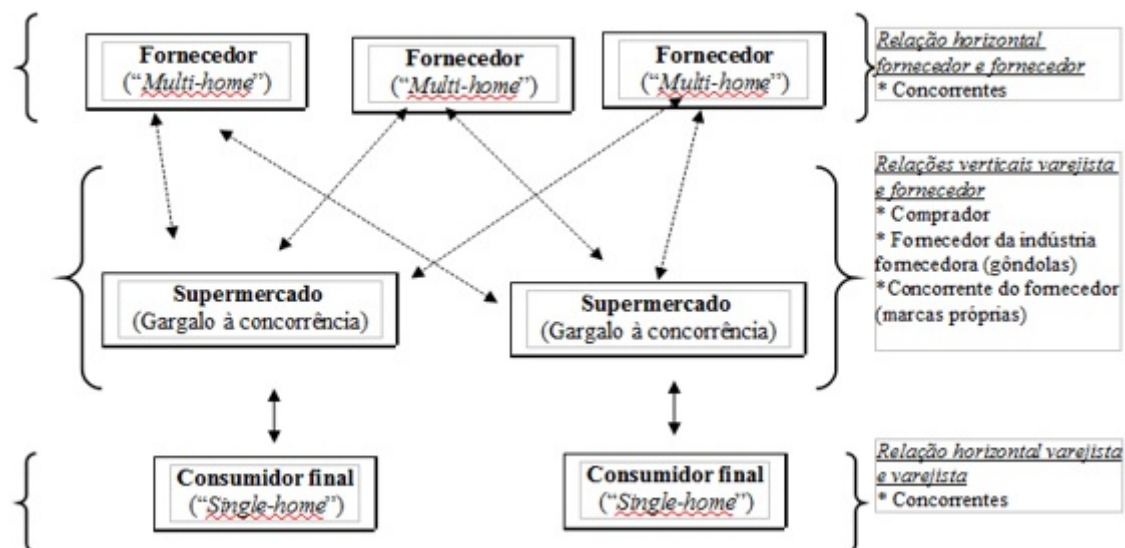 Fornecedor
(“Multi-home”)
Fornecedor
(“Multi-home”)
Fornecedor
(“Multi-home”)
Relação horizontal
fornecedor e fornecedor
* Concorrentes
Supermercado
(Gargalo à concorrência)
Supermercado
(Gargalo à concorrência)
Relações verticais varejista
e fornecedor
* Comprador
* Fornecedor da indústria
fornecedora (gôndolas)
*Concorrente do fornecedor
(marcas próprias)
Consumidor final
(“Single-home”)
Consumidor final
(“Single-home”)
Relação horizontal varejista
e varejista
* Concorrentes